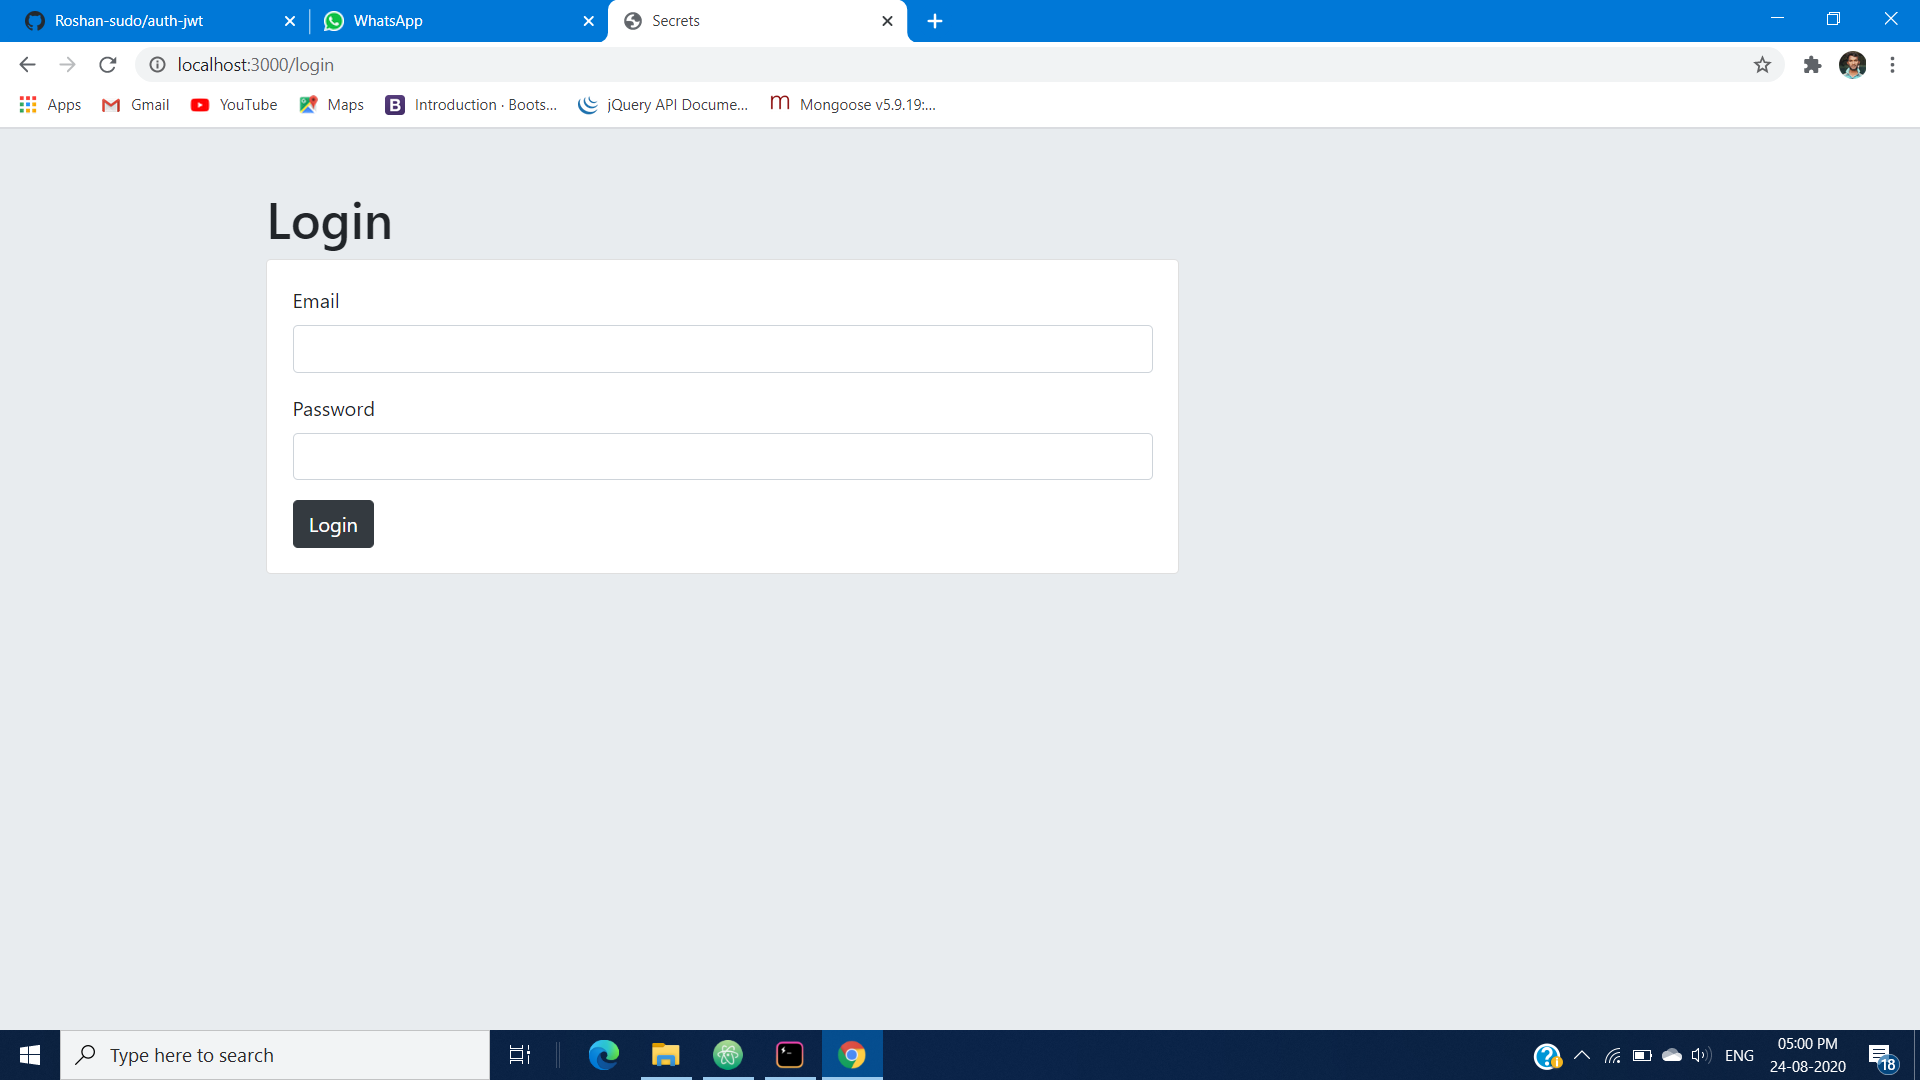 Roshan-sudo/auth-jwt
WhatsApp
Secrets
localhost:3000/login
Apps
Gmail
YouTube
Maps
B
Introduction · Boots...
jQuery API Docume...
m
Mongoose v5.9.19:...
Login
Email
Password
Login
Type here to search
ENG
05:00 PM
24-08-2020
18